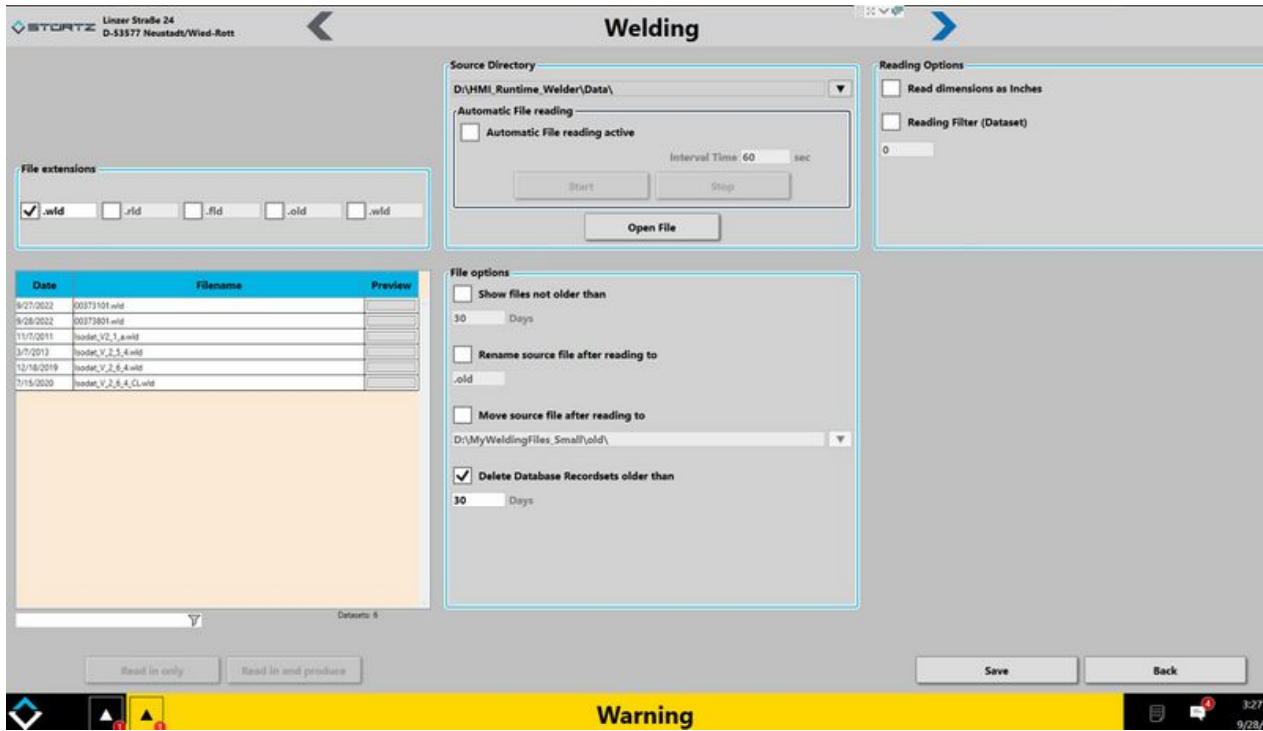 STÜRTZ
Linzer Straße 24
D-53577 Neustadt/Wied-Rott
Welding
File extensions
.wld .rld .fld .old .wld
Date Filename Preview
9/27/2022 00373101.wld
9/28/2022 00373801.wld
11/7/2011 Isodat_V2_1_a.wld
3/7/2013 Isodat_V_2_5_4.wld
12/18/2019 Isodat_V_2_6_4.wld
7/15/2020 Isodat_V_2_6_4_CL.wld
Datasets: 6
Read in only Read in and produce
Source Directory
D:\HMI_Runtime_Welder\Data\
Automatic File reading
Automatic File reading active
Interval Time 60 sec
Start Stop
Open File
File options
Show files not older than
30 Days
Rename source file after reading to
.old
Move source file after reading to
D:\MyWeldingFiles_Small\old\
Delete Database Recordsets older than
30 Days
Reading Options
Read dimensions as Inches
Reading Filter (Dataset)
0
Save Back
Warning
4
3:27
9/28/